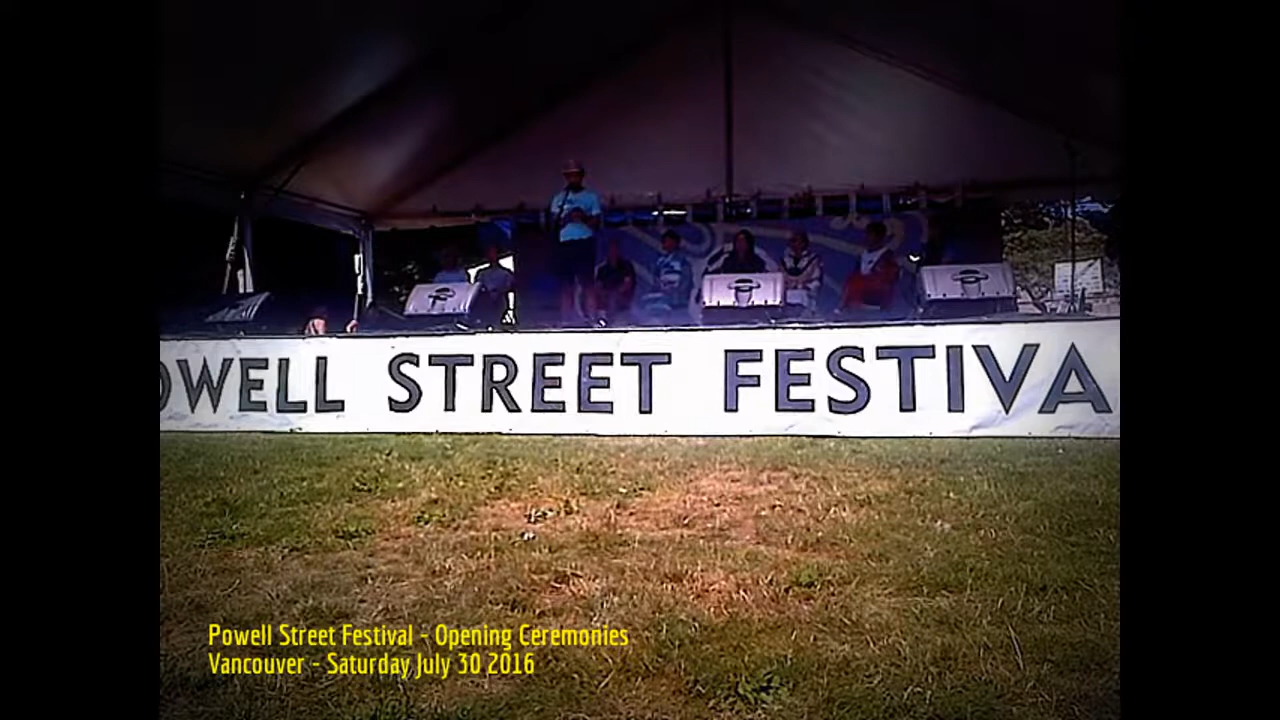 OWELL STREET FESTIVA
Powell Street Festival - Opening Ceremonies
Vancouver - Saturday July 30 2016